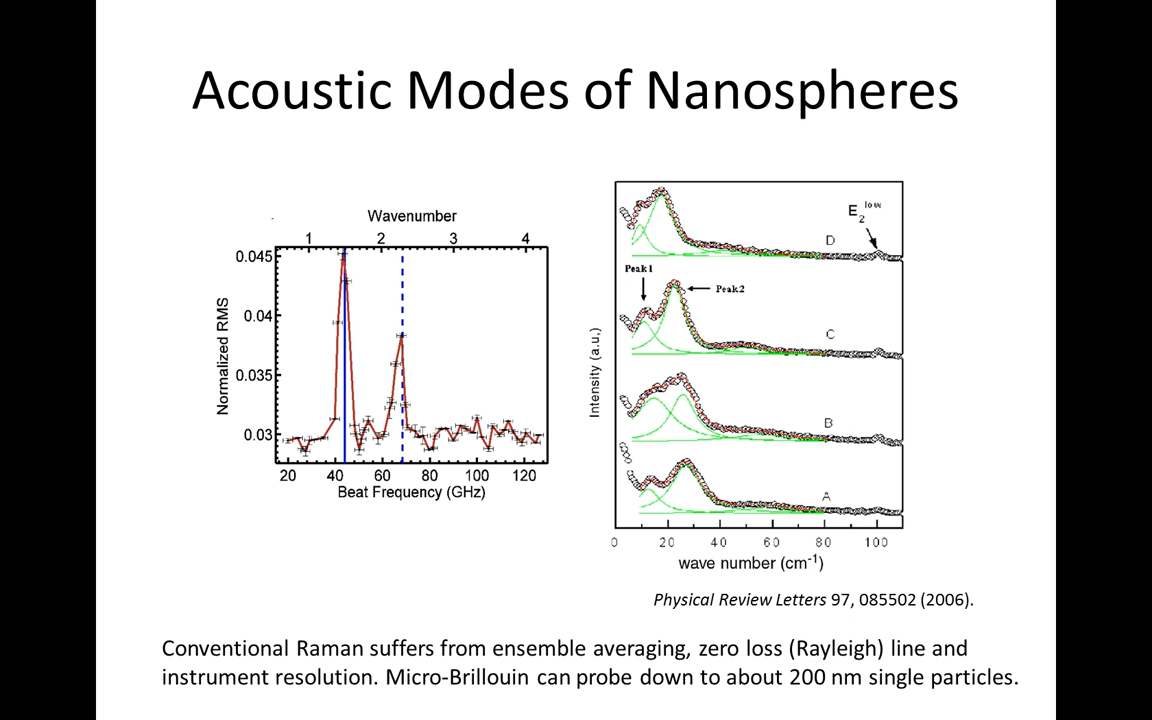 Acoustic Modes of Nanospheres
Wavenumber
1 2 3 4
0.045
0.04
0.035
0.03
Normalized RMS
20 40 60 80 100 120
Beat Frequency (GHz)
E2 low
D
Peak1
Peak2
C
B
A
Intensity (a.u.)
0 20 40 60 80 100
wave number (cm-1)
Physical Review Letters 97, 085502 (2006).
Conventional Raman suffers from ensemble averaging, zero loss (Rayleigh) line and
instrument resolution. Micro-Brillouin can probe down to about 200 nm single particles.